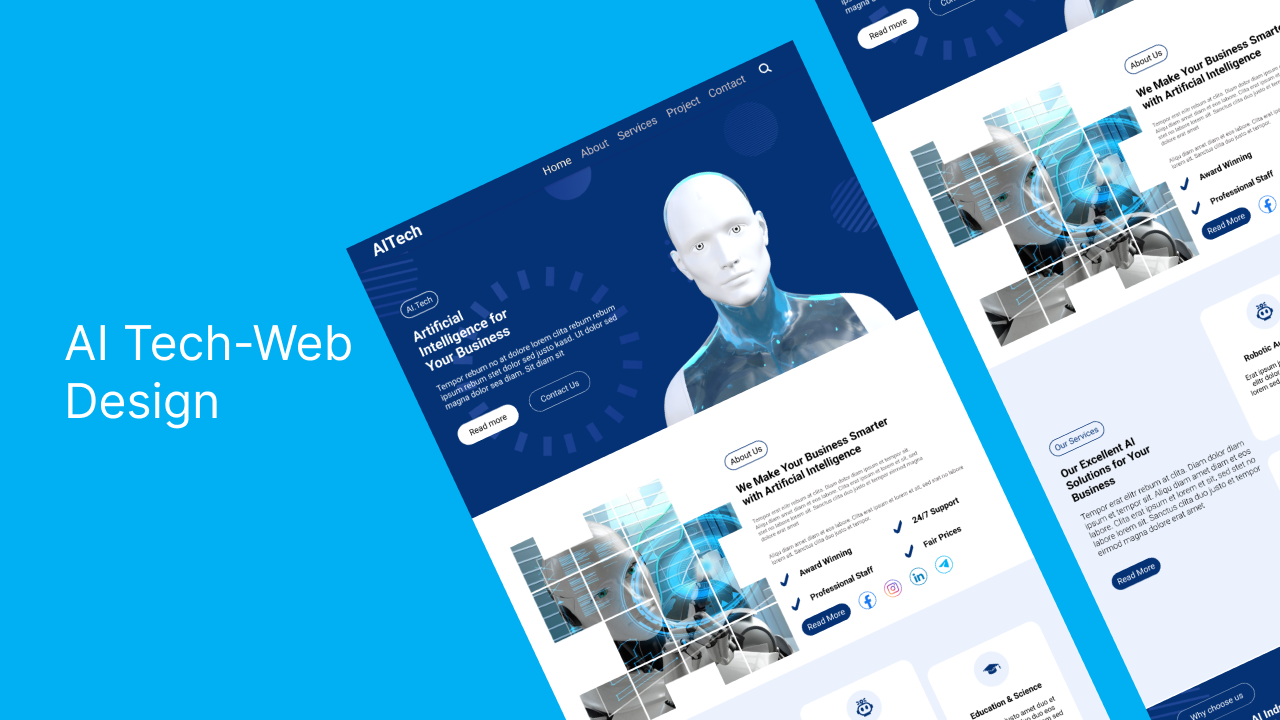 AI Tech-Web
Design
AITech
Home About Services Project Contact
AI.Tech
Artificial
Intelligence for
Your Business
Tempor rebum no at dolore lorem clita rebum rebum
ipsum rebum stet dolor sed justo kasd. Ut dolor sed
magna dolor sea diam. Sit diam sit
Read more
Contact Us
About Us
We Make Your Business Smarter
with Artificial Intelligence
Tempor erat elitr rebum at clita. Diam dolor diam ipsum et tempor sit.
Aliqu diam amet diam et eos labore. Clita erat ipsum et lorem et sit, sed
stet no labore lorem sit. Sanctus clita duo justo et tempor eirmod magna
dolore erat amet
Aliqu diam amet diam et eos labore. Clita erat ipsum et lorem et sit, sed stet no labore
lorem sit. Sanctus clita duo justo et tempor.
Award Winning
24/7 Support
Professional Staff
Fair Prices
Read More
Education & Science
Read more
About Us
We Make Your Business Smarter
with Artificial Intelligence
Award Winning
Professional Staff
Read More
Our Services
Our Excellent AI
Solutions for Your
Business
Tempor erat elitr rebum at clita. Diam dolor diam
ipsum et tempor sit. Aliqu diam amet diam et eos
labore. Clita erat ipsum et lorem et sit, sed stet no
labore lorem sit. Sanctus clita duo justo et tempor
eirmod magna dolore erat amet
Read More
Robotic
Erat ipsum
elitr dolor
lorem sed
Why choose us